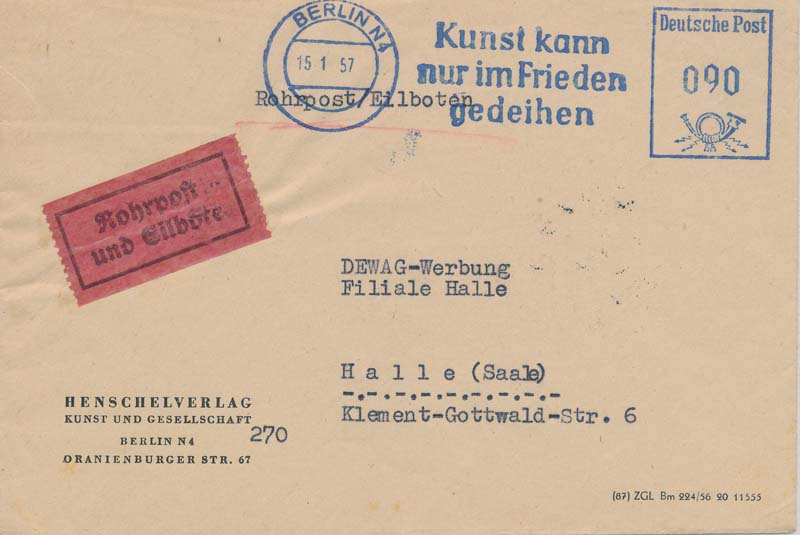 BERLIN N4
15.1.57
Kunst kann
nur im Frieden
gedeihen
Deutsche Post
090
Rohrpost/Eilboten
Rohrpost
und Eilbote
DEWAG-Werbung
Filiale Halle
Halle (Saale)
Klement-Gottwald-Str. 6
HENSCHELVERLAG
KUNST UND GESELLSCHAFT
BERLIN N4
270
ORANIENBURGER STR. 67
(87) ZGL Bm 224/56 20 11555